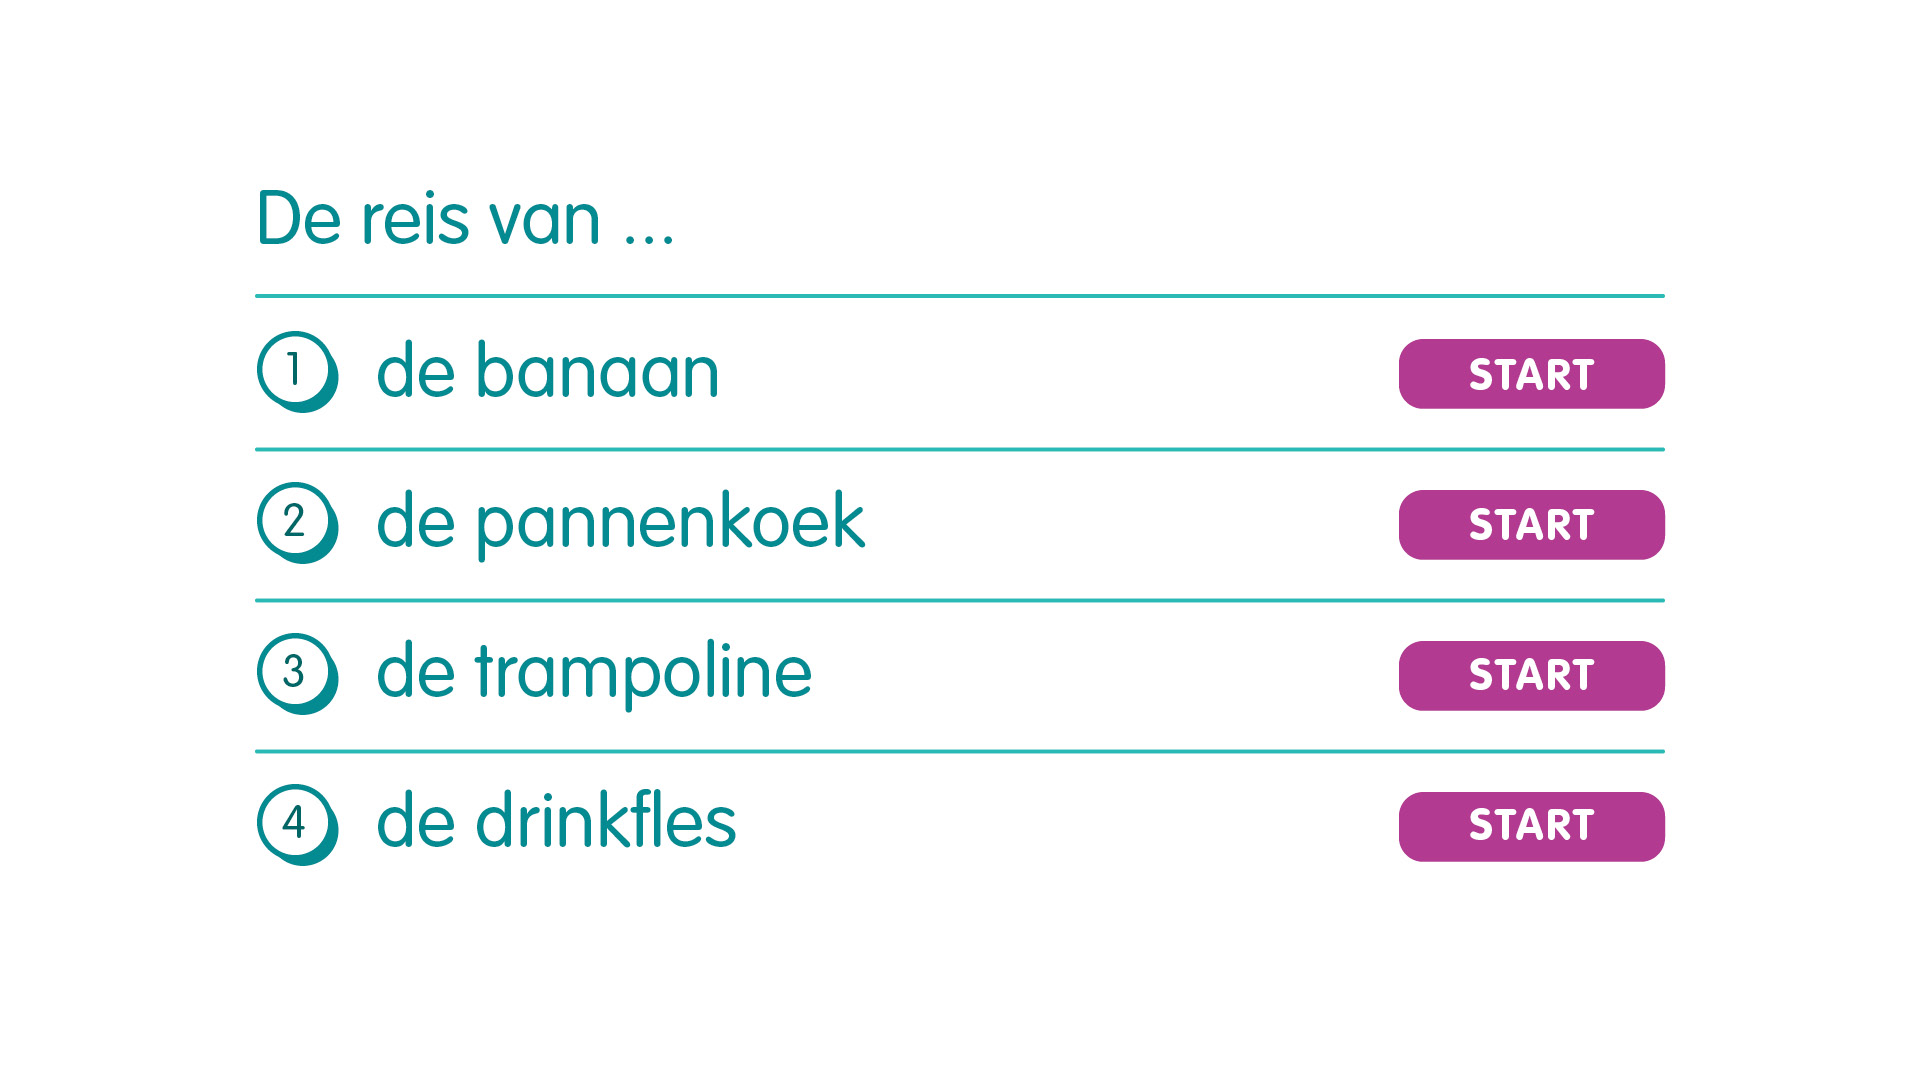 De reis van ...
1 de banaan START
2 de pannenkoek START
3 de trampoline START
4 de drinkfles START